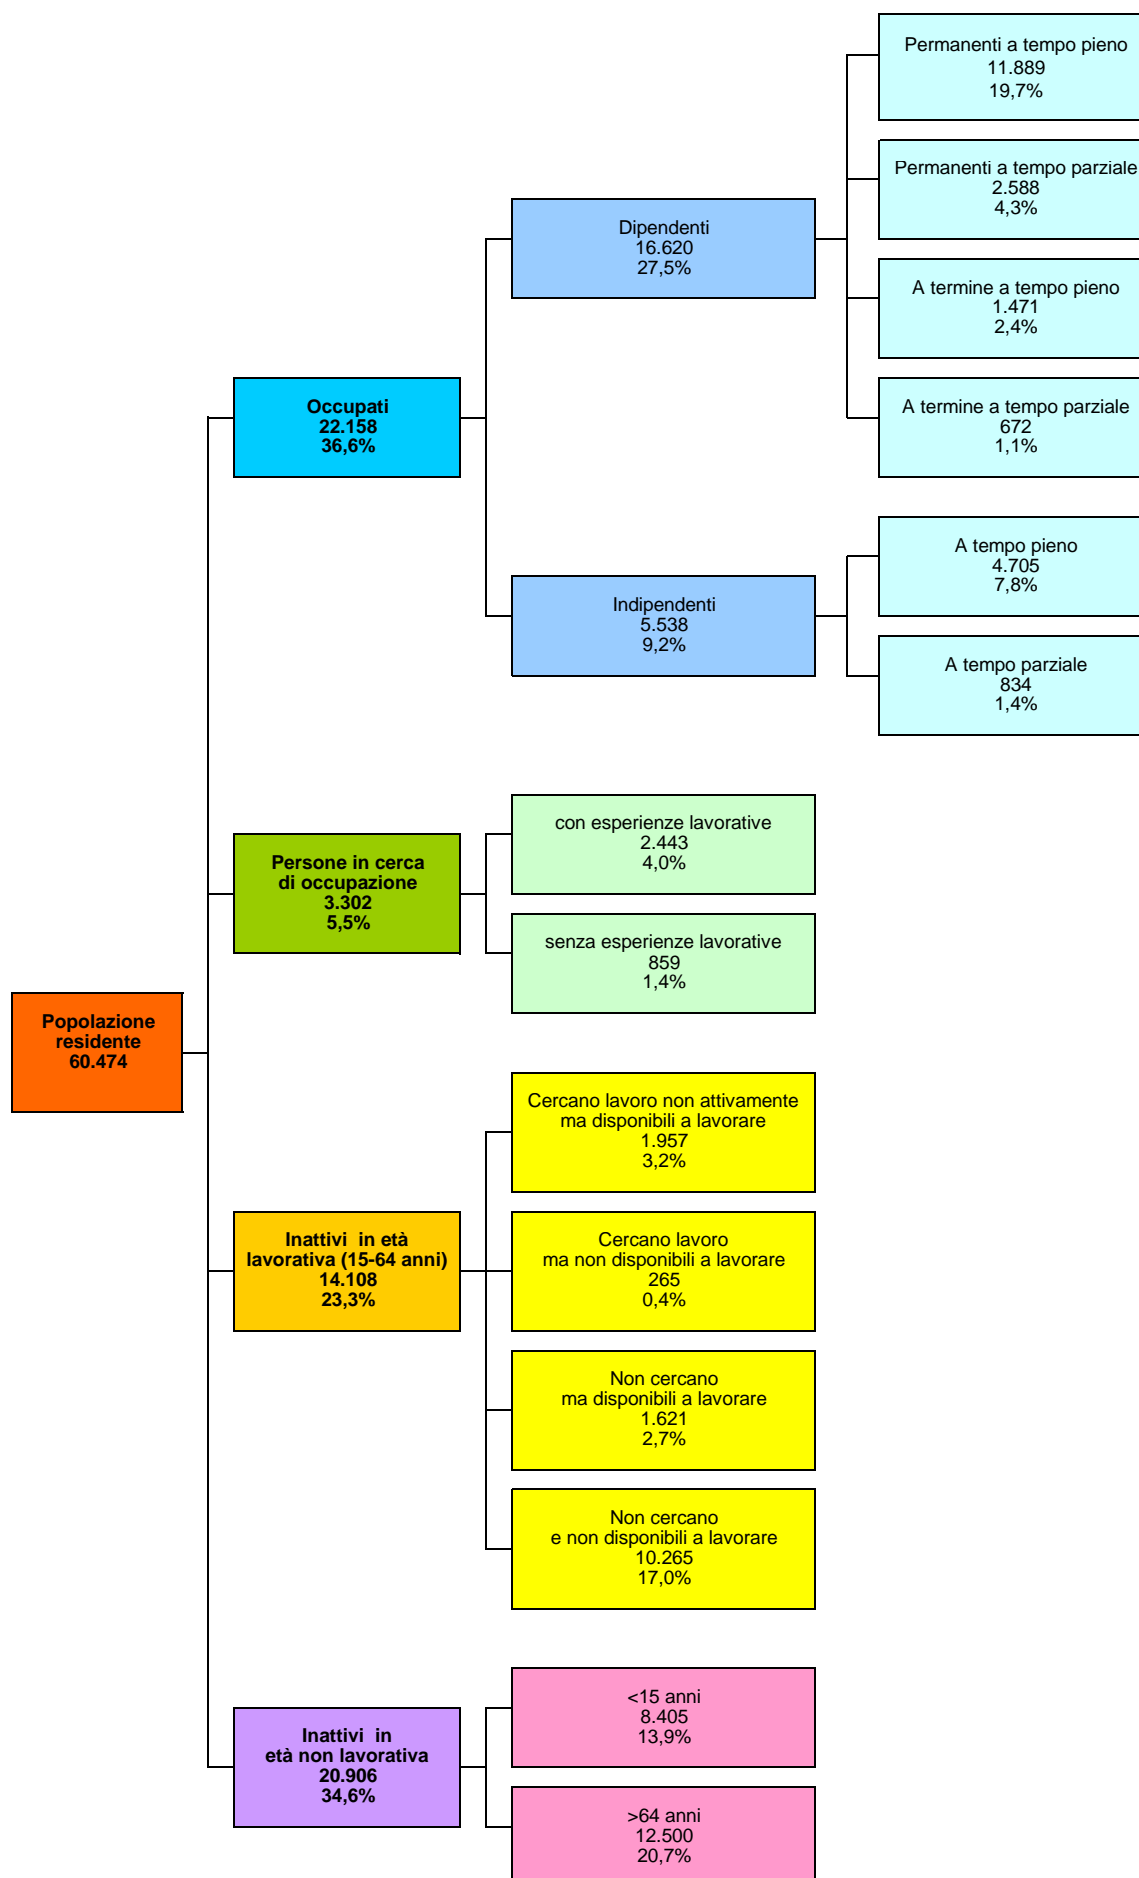 Popolazione
residente
60.474
Occupati
22.158
36,6%
Dipendenti
16.620
27,5%
Permanenti a tempo pieno
11.889
19,7%
Permanenti a tempo parziale
2.588
4,3%
A termine a tempo pieno
1.471
2,4%
A termine a tempo parziale
672
1,1%
Indipendenti
5.538
9,2%
A tempo pieno
4.705
7,8%
A tempo parziale
834
1,4%
Persone in cerca
di occupazione
3.302
5,5%
con esperienze lavorative
2.443
4,0%
senza esperienze lavorative
859
1,4%
Inattivi in età
lavorativa (15-64 anni)
14.108
23,3%
Cercano lavoro non attivamente
ma disponibili a lavorare
1.957
3,2%
Cercano lavoro
ma non disponibili a lavorare
265
0,4%
Non cercano
ma disponibili a lavorare
1.621
2,7%
Non cercano
e non disponibili a lavorare
10.265
17,0%
Inattivi in
età non lavorativa
20.906
34,6%
<15 anni
8.405
13,9%
>64 anni
12.500
20,7%